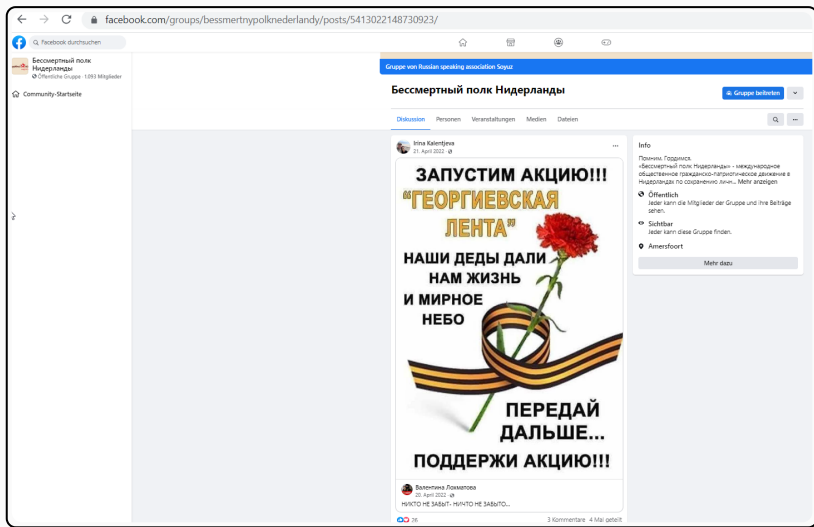 facebook.com/groups/bessmertnypolknederlandy/posts/5413022148730923/
Facebook durchsuchen
Бессмертный полк
Нидерланды
Öffentliche Gruppe · 1.093 Mitglieder
Community-Startseite
Gruppe von Russian speaking association Soyuz
Бессмертный полк Нидерланды
Gruppe beitreten
Diskussion Personen Veranstaltungen Medien Dateien
Irina Kalentjeva
21. April 2022
ЗАПУСТИМ АКЦИЮ!!!
“ГЕОРГИЕВСКАЯ
ЛЕНТА”
НАШИ ДЕДЫ ДАЛИ
НАМ ЖИЗНЬ
И МИРНОЕ
НЕБО
ПЕРЕДАЙ
ДАЛЬШЕ...
ПОДДЕРЖИ АКЦИЮ!!!
Валентина Лохматова
20. April 2022
НИКТО НЕ ЗАБЫТ- НИЧТО НЕ ЗАБЫТО...
26
3 Kommentare 4 Mal geteilt
Info
Помним. Гордимся.
«Бессмертный полк Нидерланды» - международное
общественное гражданско-патриотическое движение в
Нидерландах по сохранению личн... Mehr anzeigen
Öffentlich
Jeder kann die Mitglieder der Gruppe und ihre Beiträge
sehen.
Sichtbar
Jeder kann diese Gruppe finden.
Amersfoort
Mehr dazu